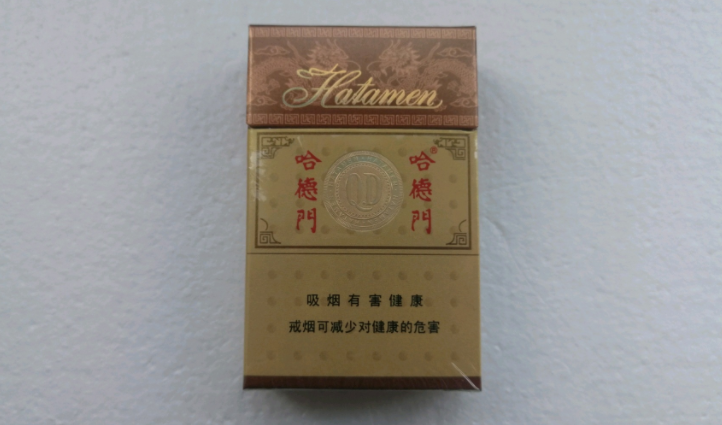 Hatamen
哈德門
哈德門®
吸烟有害健康
戒烟可减少对健康的危害